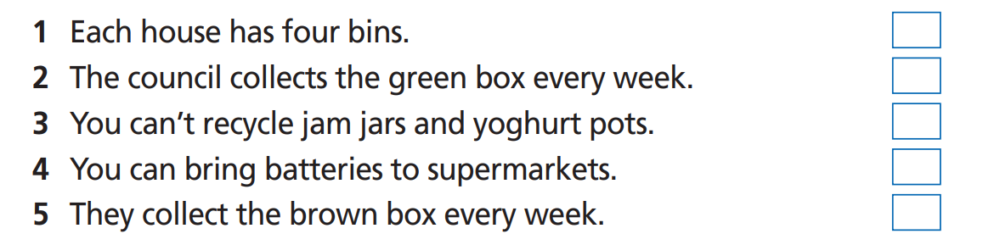 1 Each house has four bins.
2 The council collects the green box every week.
3 You can't recycle jam jars and yoghurt pots.
4 You can bring batteries to supermarkets.
5 They collect the brown box every week.